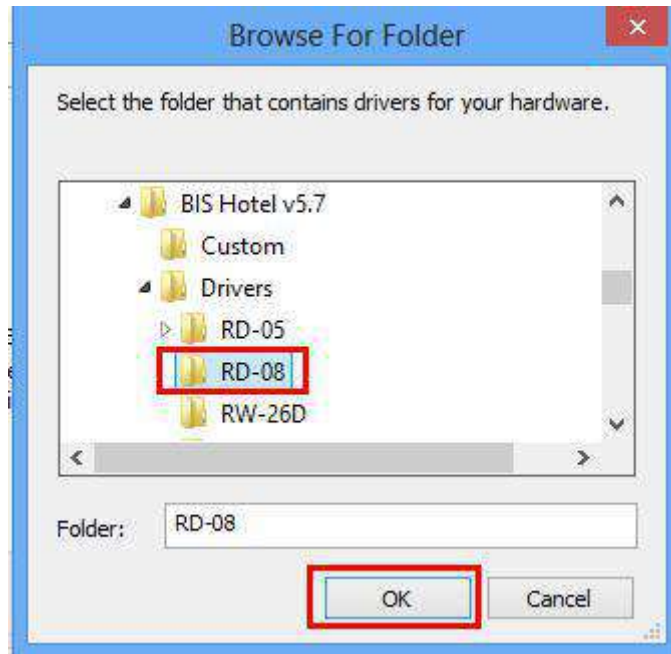 Browse For Folder
Select the folder that contains drivers for your hardware.
BIS Hotel v5.7
Custom
Drivers
RD-05
RD-08
RW-26D
Folder: RD-08
OK Cancel